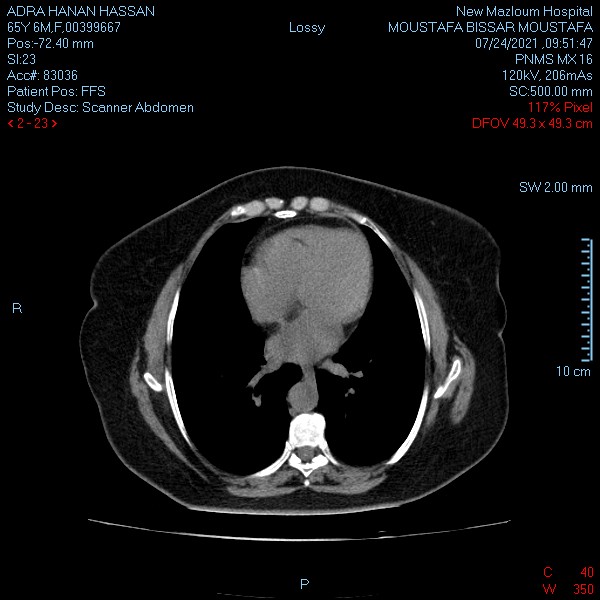 ADRA HANAN HASSAN
65Y 6M,F,00399667
Pos:-72.40 mm
SI:23
Acc#: 83036
Patient Pos: FFS
Study Desc: Scanner Abdomen
< 2 - 23 >
Lossy
New Mazloum Hospital
MOUSTAFA BISSAR MOUSTAFA
07/24/2021 ,09:51:47
PNMS MX 16
120kV, 206mAs
SC:500.00 mm
117% Pixel
DFOV 49.3 x 49.3 cm
SW 2.00 mm
R
10 cm
P
C 40
W 350